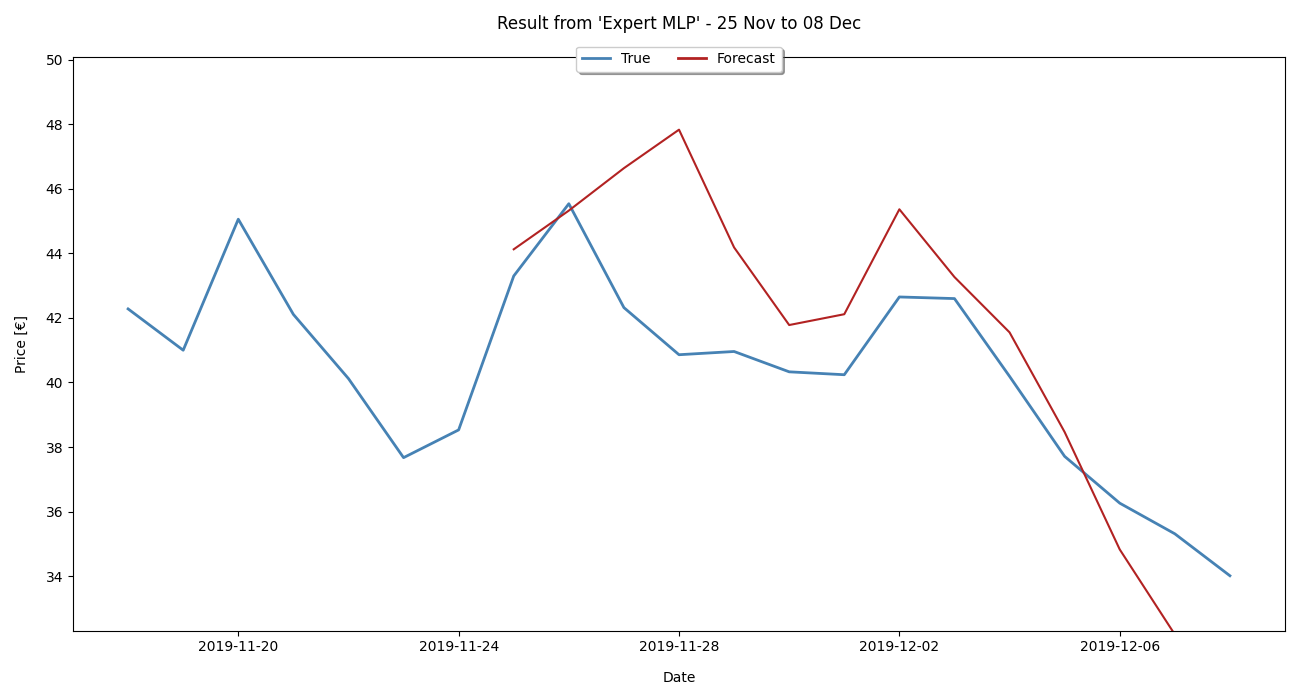 Result from 'Expert MLP' - 25 Nov to 08 Dec
True Forecast
50
48
46
44
42
40
38
36
34
Price [€]
2019-11-20 2019-11-24 2019-11-28 2019-12-02 2019-12-06
Date